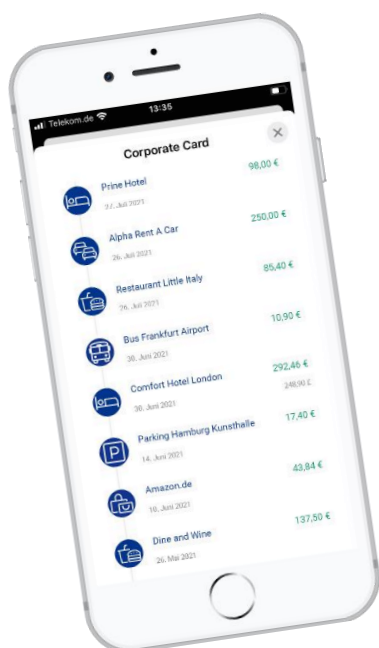 Telekom.de
13:35
Corporate Card
Prine Hotel 98,00 €
27. Juli 2021
Alpha Rent A Car 250,00 €
26. Juli 2021
Restaurant Little Italy 85,40 €
26. Juli 2021
Bus Frankfurt Airport 10,90 €
30. Juni 2021
Comfort Hotel London 292,46 €
30. Juni 2021 248,90 £
Parking Hamburg Kunsthalle 17,40 €
14. Juni 2021
P
Amazon.de 43,84 €
10. Juni 2021
Dine and Wine 137,50 €
26. Mai 2021